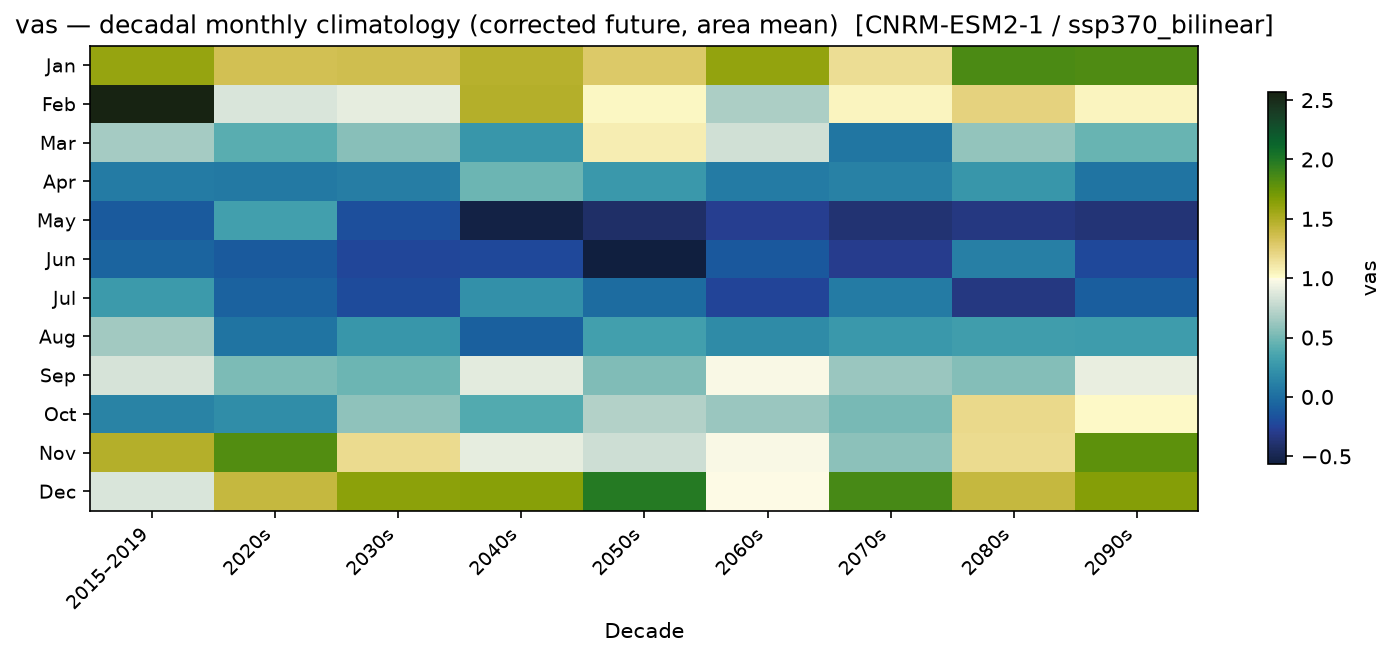 vas — decadal monthly climatology (corrected future, area mean)  [CNRM-ESM2-1 / ssp370_bilinear]
Jan
Feb
Mar
Apr
May
Jun
Jul
Aug
Sep
Oct
Nov
Dec
2015–2019
2020s
2030s
2040s
2050s
2060s
2070s
2080s
2090s
Decade
2.5
2.0
1.5
1.0
0.5
0.0
−0.5
vas